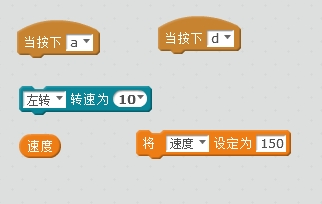 当按下 a
当按下 d
左转 转速为 10
速度
将 速度 设定为 150